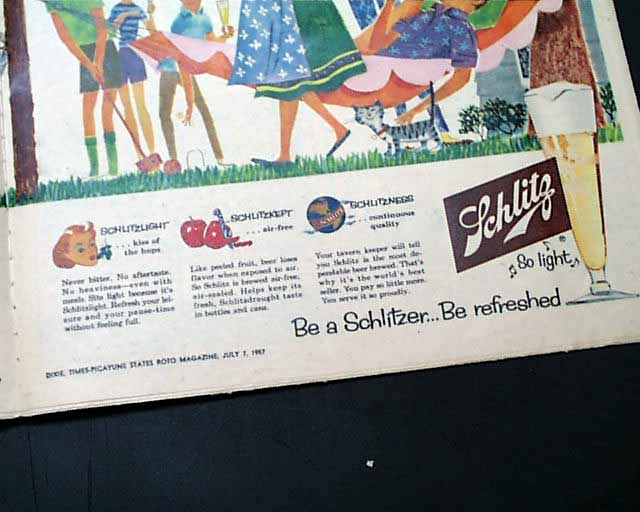 SCHLITZLIGHT
...kiss of
the hops
Never bitter. No aftertaste.
No heaviness—even with
meals. Sits light because it's
Schlitzlight. Refresh your lei-
sure and your pause-time
without feeling full.
SCHLITZKEPT
...air-free
Like peeled fruit, beer loses
flavor when exposed to air.
So Schlitz is brewed air-free,
air-sealed. Helps keep its
fresh, Schlitzdraught taste
in bottles and cans.
SCHLITZNESS
...continuous
quality
Your tavern keeper will tell
you Schlitz is the most de-
pendable beer brewed. That's
why it's the world's best
seller. You pay so little more.
You serve it so proudly.
Schlitz
®
So light
Be a Schlitzer...Be refreshed
DIXIE, TIMES-PICAYUNE STATES ROTO MAGAZINE, JULY 7, 1957